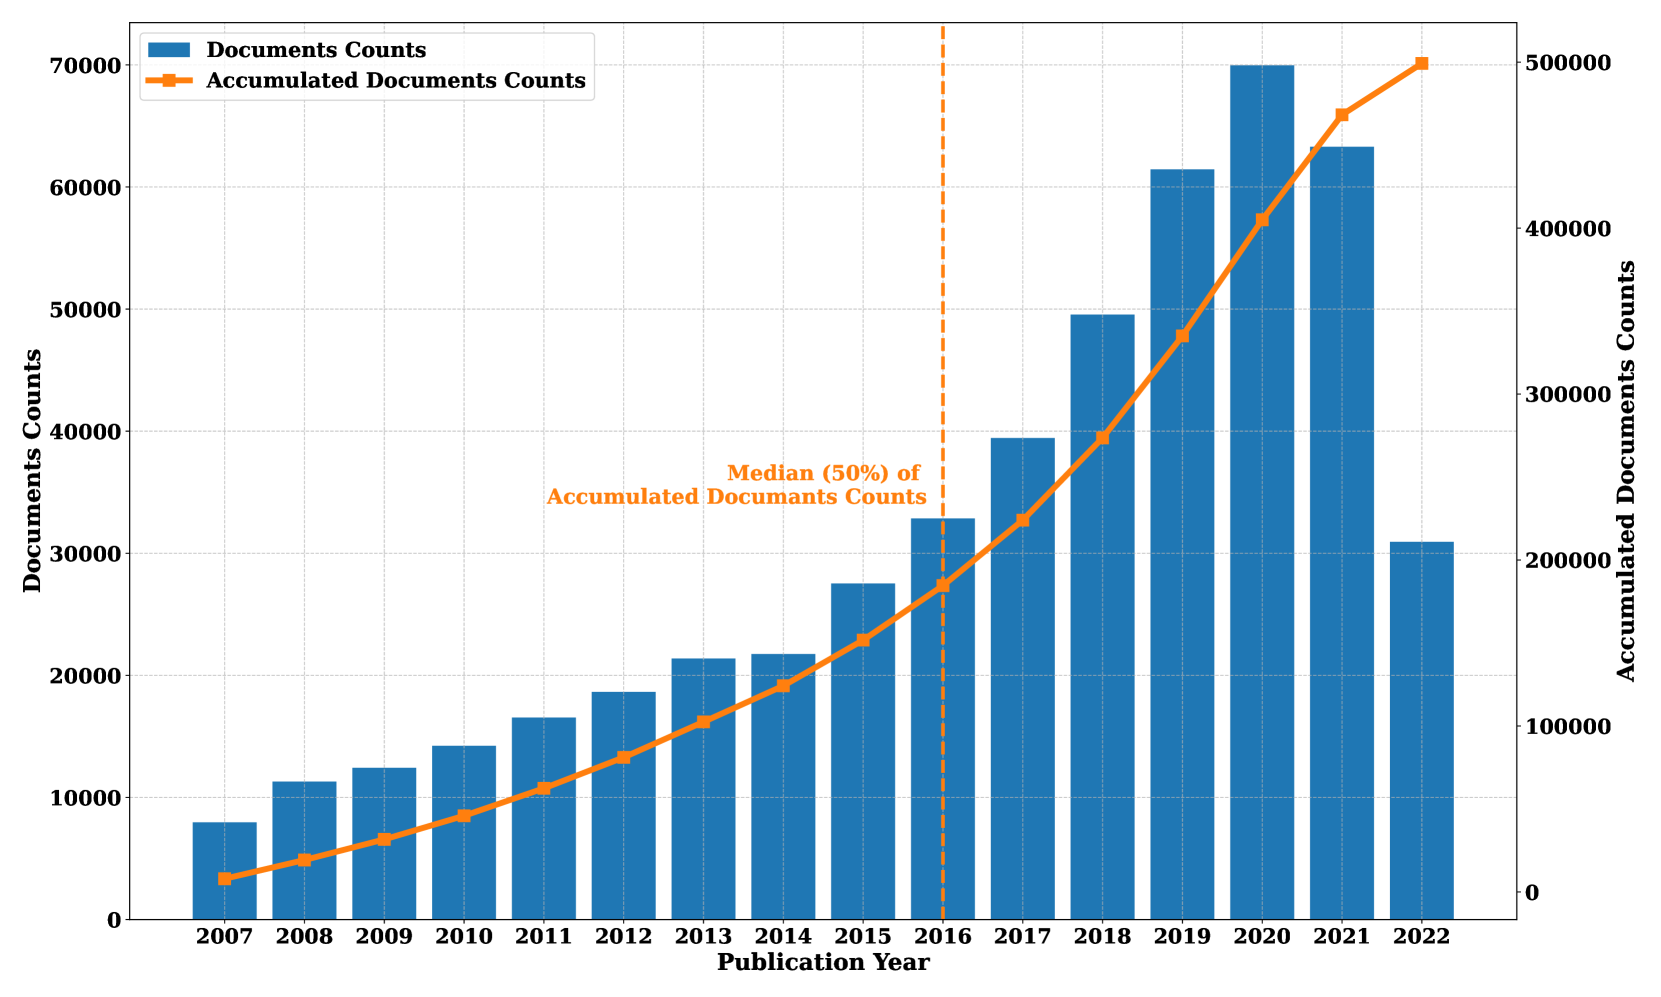 Documents Counts
Accumulated Documents Counts
70000
60000
50000
40000
30000
20000
10000
0
Documents Counts
Median (50%) of
Accumulated Documants Counts
500000
400000
300000
200000
100000
0
Accumulated Documents Counts
2007 2008 2009 2010 2011 2012 2013 2014 2015 2016 2017 2018 2019 2020 2021 2022
Publication Year